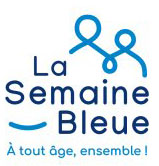 La
Semaine
Bleue
À tout âge, ensemble !